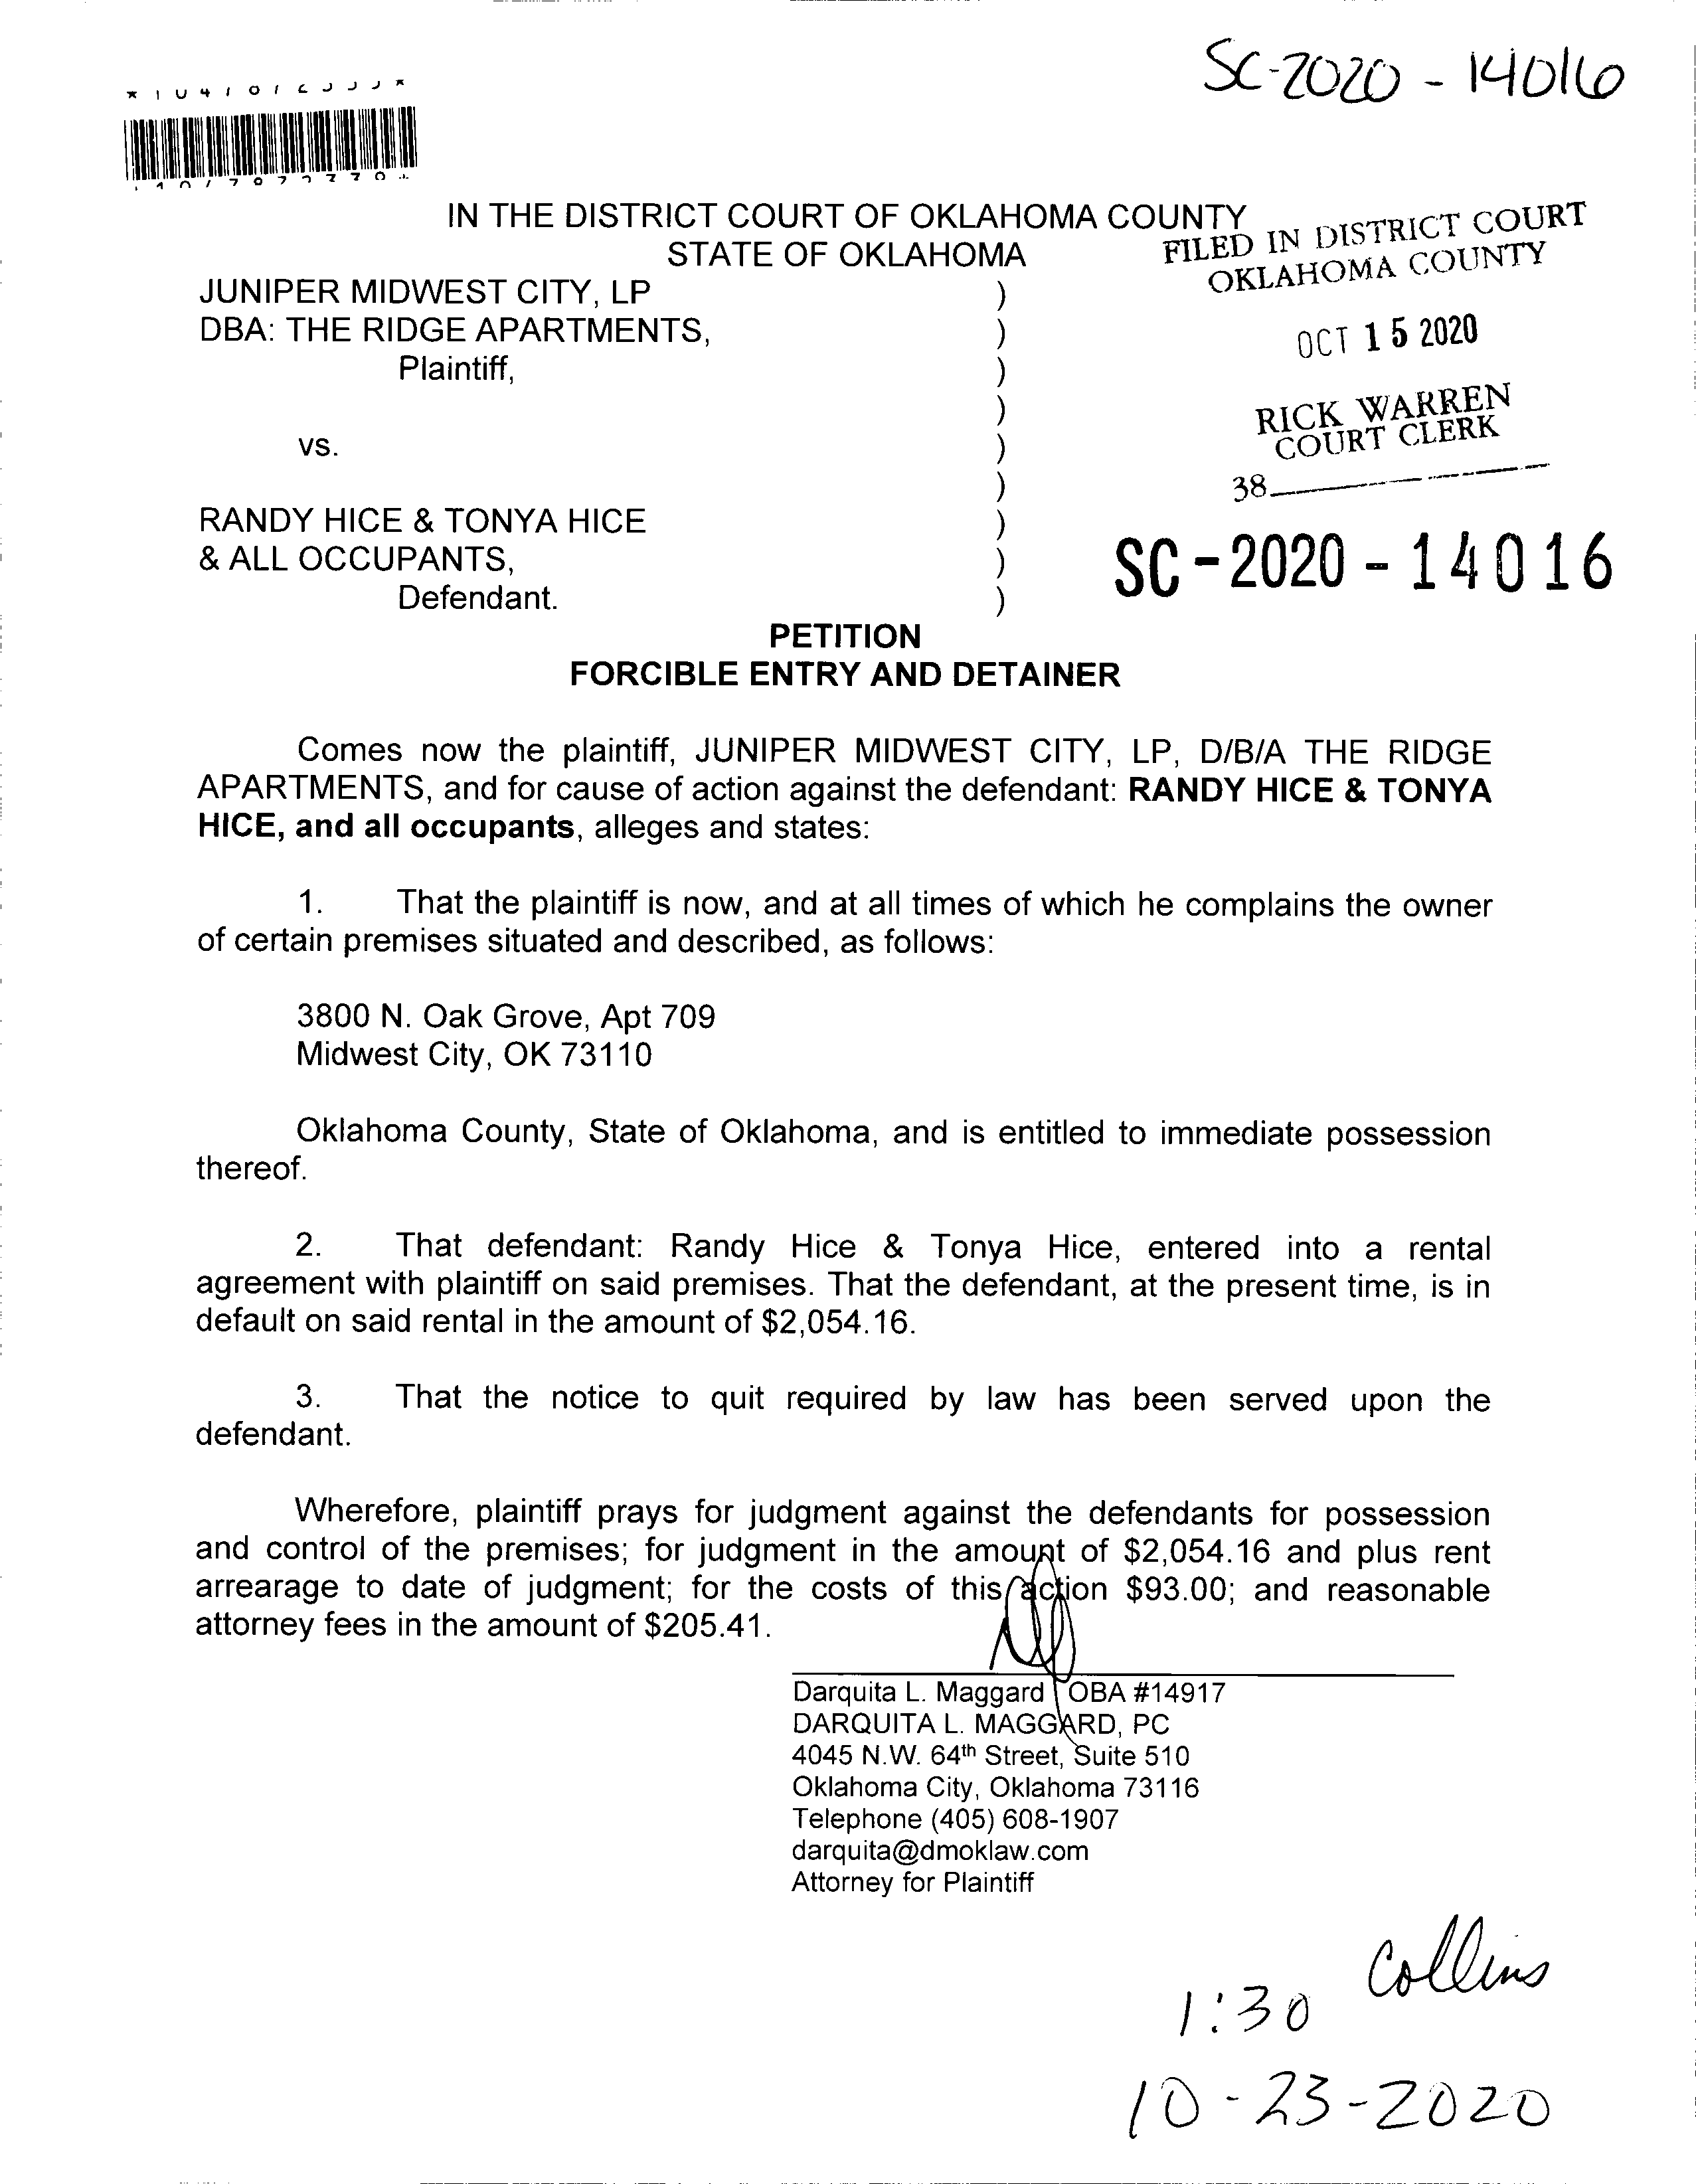 SC-2020 - 14016
IN THE DISTRICT COURT OF OKLAHOMA COUNTY
STATE OF OKLAHOMA
FILED IN DISTRICT COURT
OKLAHOMA COUNTY
JUNIPER MIDWEST CITY, LP )
DBA: THE RIDGE APARTMENTS, )
Plaintiff, )
)
vs. )
)
RANDY HICE & TONYA HICE )
& ALL OCCUPANTS, )
Defendant. )
OCT 15 2020
RICK WARREN
COURT CLERK
38
SC-2020-14016
PETITION
FORCIBLE ENTRY AND DETAINER
Comes now the plaintiff, JUNIPER MIDWEST CITY, LP, D/B/A THE RIDGE
APARTMENTS, and for cause of action against the defendant: RANDY HICE & TONYA
HICE, and all occupants, alleges and states:
1. That the plaintiff is now, and at all times of which he complains the owner
of certain premises situated and described, as follows:
3800 N. Oak Grove, Apt 709
Midwest City, OK 73110
Oklahoma County, State of Oklahoma, and is entitled to immediate possession
thereof.
2. That defendant: Randy Hice & Tonya Hice, entered into a rental
agreement with plaintiff on said premises. That the defendant, at the present time, is in
default on said rental in the amount of $2,054.16.
3. That the notice to quit required by law has been served upon the
defendant.
Wherefore, plaintiff prays for judgment against the defendants for possession
and control of the premises; for judgment in the amount of $2,054.16 and plus rent
arrearage to date of judgment; for the costs of this action $93.00; and reasonable
attorney fees in the amount of $205.41.
Darquita L. Maggard OBA #14917
DARQUITA L. MAGGARD, PC
4045 N.W. 64th Street, Suite 510
Oklahoma City, Oklahoma 73116
Telephone (405) 608-1907
darquita@dmoklaw.com
Attorney for Plaintiff
Collins
1:30
10-23-2020